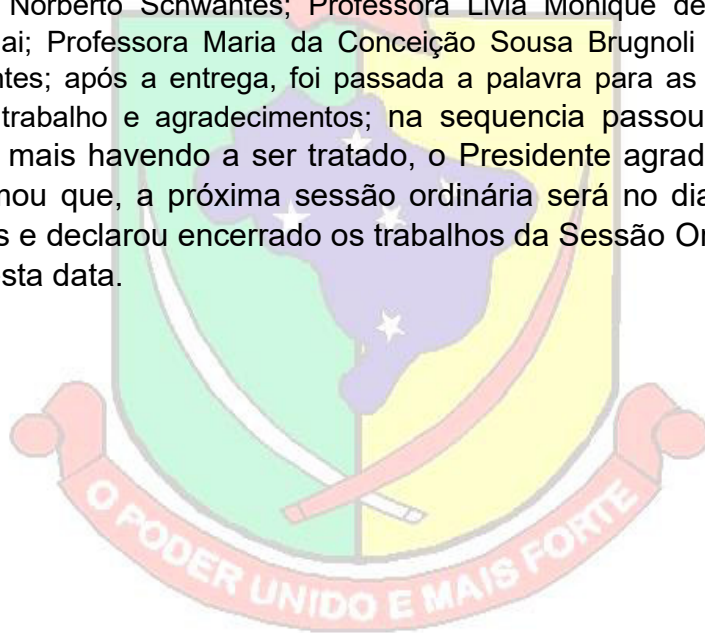 Norberto Schwantes; Professora Livia Monique de
ai; Professora Maria da Conceição Sousa Brugnoli
ntes; após a entrega, foi passada a palavra para as
trabalho e agradecimentos; na sequencia passou
mais havendo a ser tratado, o Presidente agrad
mou que, a próxima sessão ordinária será no dia
s e declarou encerrado os trabalhos da Sessão Or
sta data.
O PODER UNIDO E MAIS FORTE